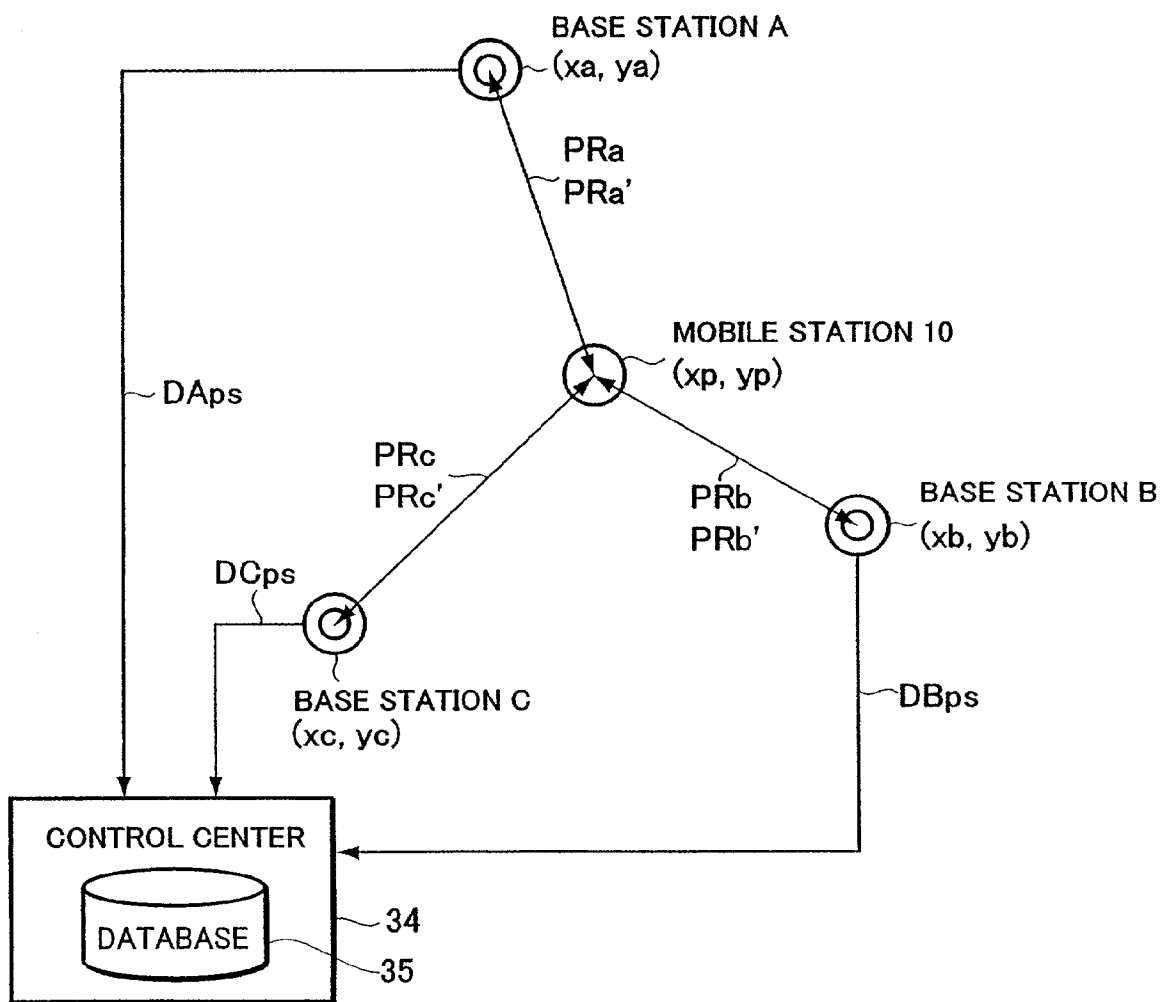 BASE STATION A
(xa, ya)
PRa
PRa'
MOBILE STATION 10
(xp, yp)
DAps
PRc
PRc'
PRb
PRb'
BASE STATION B
(xb, yb)
DCps
BASE STATION C
(xc, yc)
DBps
CONTROL CENTER
34
DATABASE
35